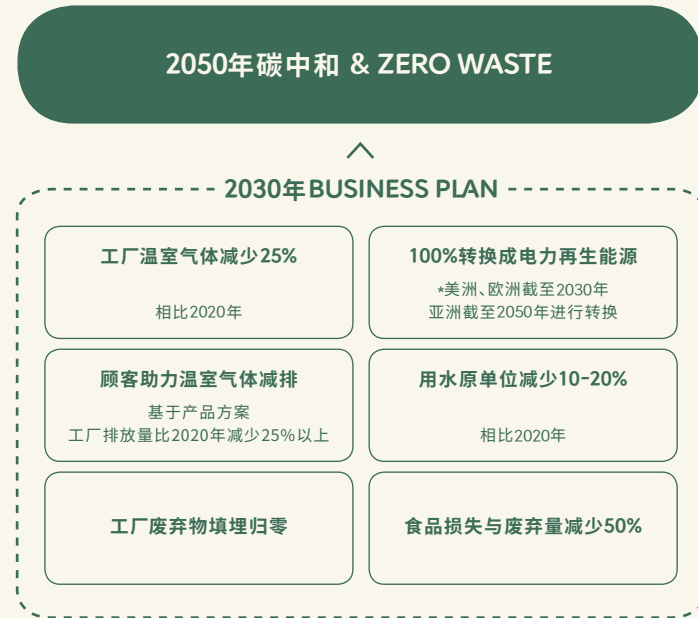 2050年碳中和 & ZERO WASTE
2030年BUSINESS PLAN
工厂温室气体减少25%
相比2020年
100%转换成电力再生能源
*美洲、欧洲截至2030年
亚洲截至2050年进行转换
顾客助力温室气体减排
基于产品方案
工厂排放量比2020年减少25%以上
用水原单位减少10-20%
相比2020年
工厂废弃物填埋归零
食品损失与废弃量减少50%